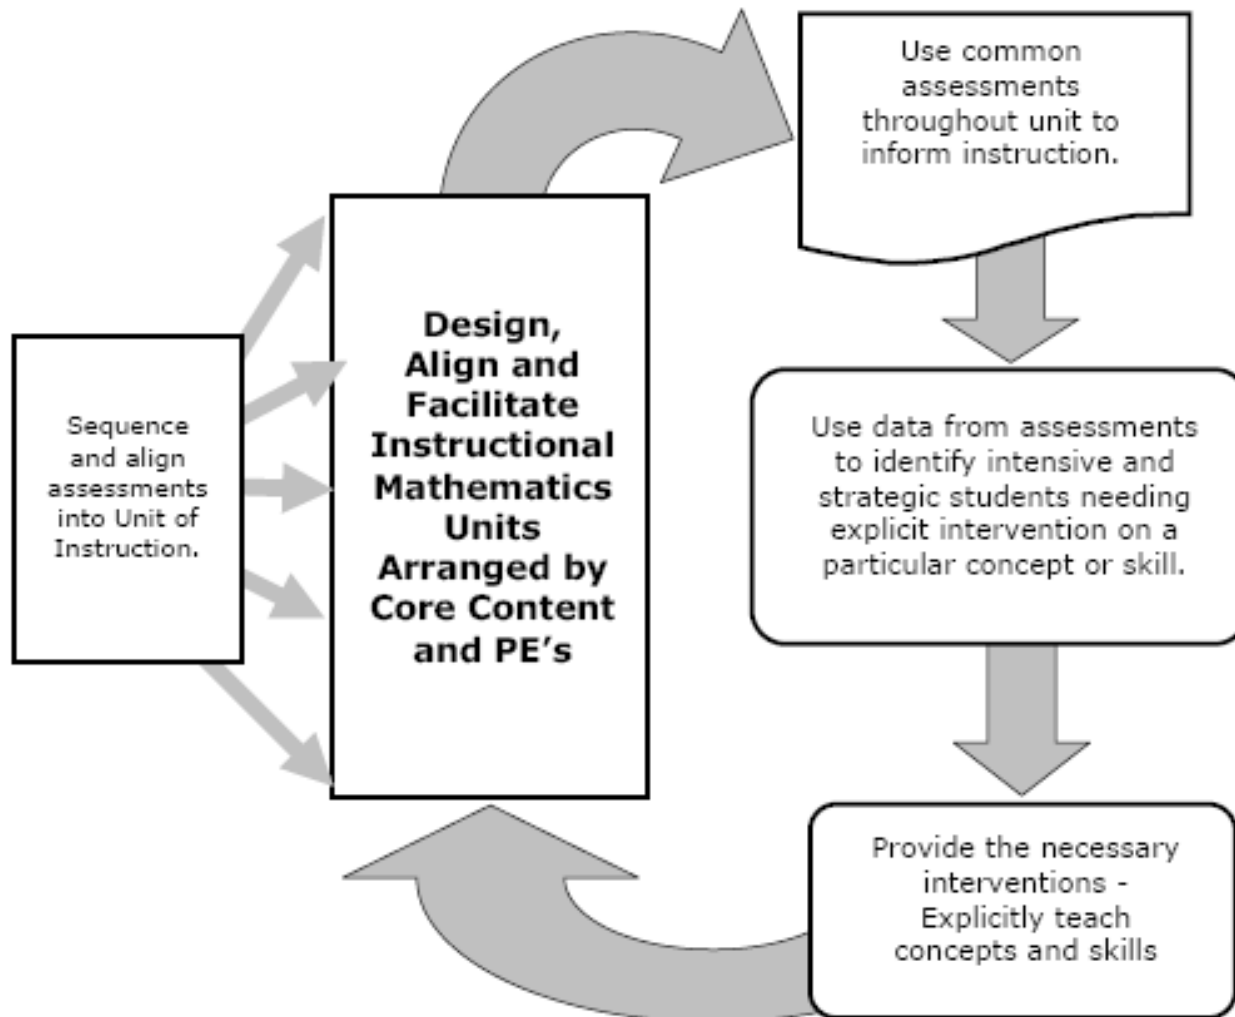 Sequence
and align
assessments
into Unit of
Instruction.
Design,
Align and
Facilitate
Instructional
Mathematics
Units
Arranged by
Core Content
and PE’s
Use common
assessments
throughout unit to
inform instruction.
Use data from assessments
to identify intensive and
strategic students needing
explicit intervention on a
particular concept or skill.
Provide the necessary
interventions -
Explicitly teach
concepts and skills